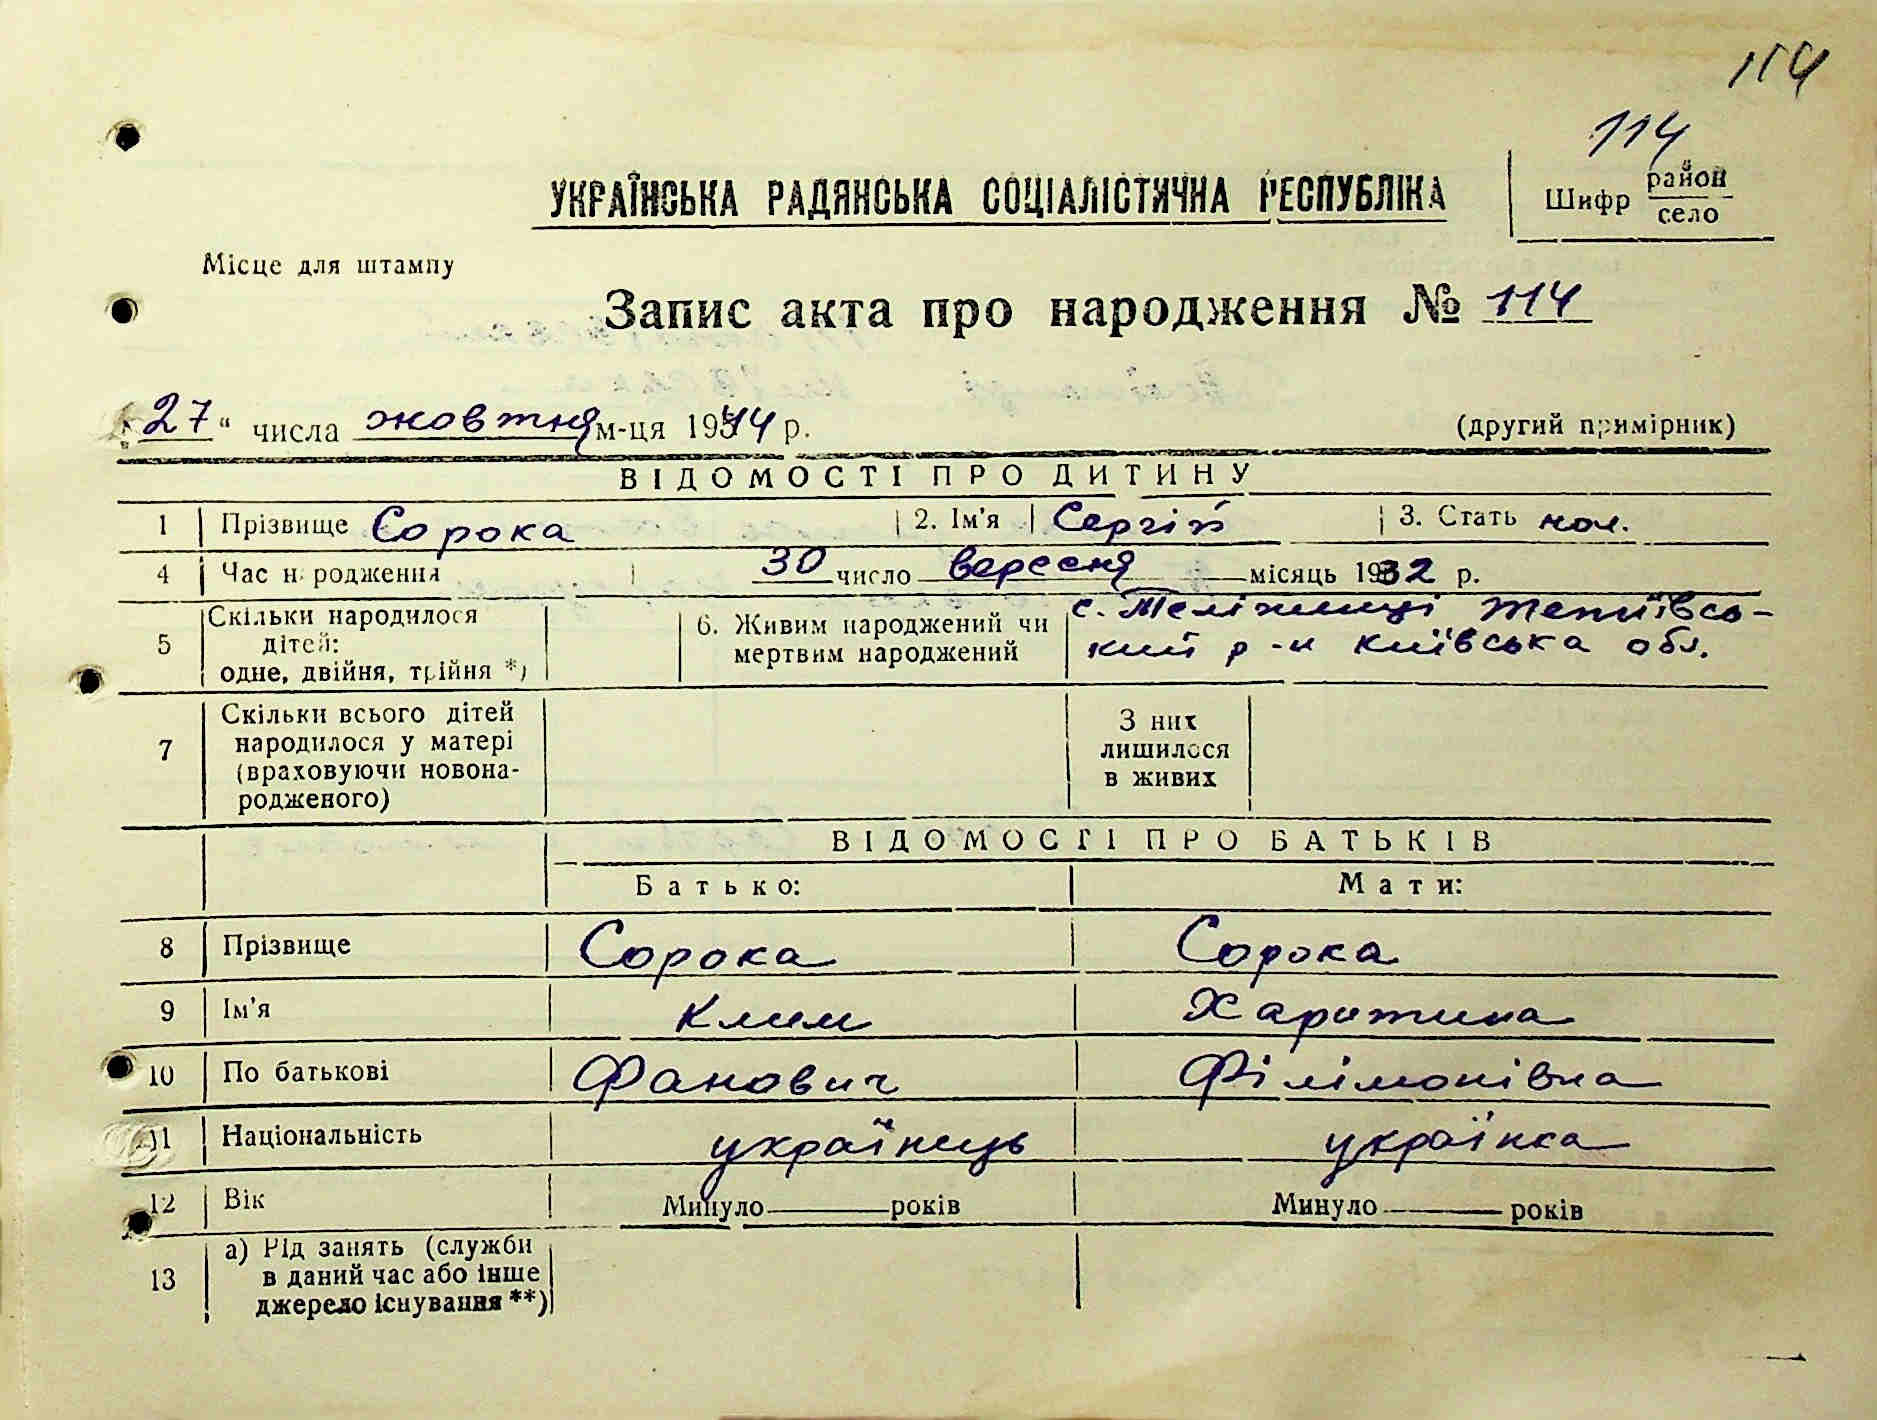 114
114
УКРАЇНСЬКА РАДЯНСЬКА СОЦІАЛІСТИЧНА РЕСПУБЛІКА
Шифр район село
Місце для штампу
Запис акта про народження № 114
„27“ числа жовтня м-ця 1944 р.
(другий примірник)
ВІДОМОСТІ ПРО ДИТИНУ
1 Прізвище Сорока 2. Ім'я Сергій 3. Стать чол.
4 Час народження 30 число вересня місяць 1932 р.
5 Скільки народилося дітей: одне, двійня, трійня *)
6. Живим народжений чи мертвим народжений
с. Теліжинці Тетіївсь-
кий р-н Київська обл.
7 Скільки всього дітей народилося у матері (враховуючи новона-родженого)
З них лишилося в живих
ВІДОМОСТІ ПРО БАТЬКІВ
Батько: Мати:
8 Прізвище Сорока Сорока
9 Ім'я Клим Харитина
10 По батькові Фанович Філімонівна
11 Національність українець українка
12 Вік Минуло років Минуло років
13 а) Рід занять (служби в даний час або інше джерело існування **)